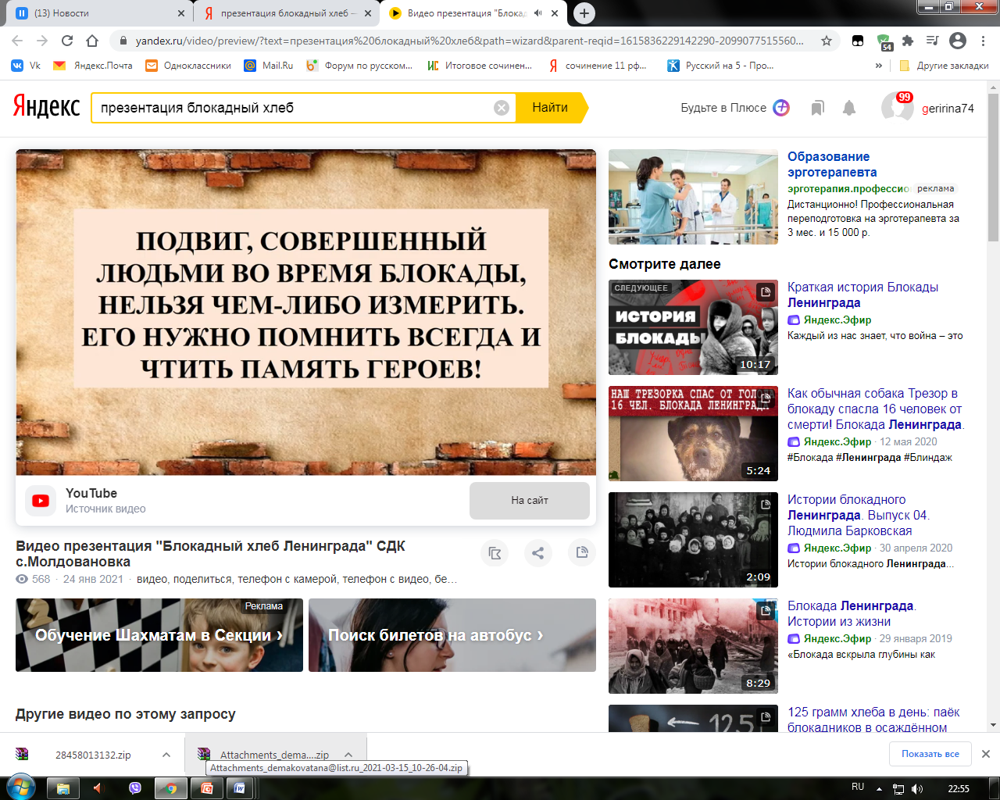 (13) Новости
презентация блокадный хлеб —
Видео презентация "Блокад
yandex.ru/video/preview/?text=презентация%20блокадный%20хлеб&path=wizard&parent-reqid=1615836229142290-2099077515560...
54
Vk
Яндекс.Почта
Одноклассники
Mail.Ru
Форум по русском...
ИС Итоговое сочинен...
Я сочинение 11 рф...
Русский на 5 - Про...
»
Другие закладки
Яндекс
презентация блокадный хлеб
Найти
Будьте в Плюсе
99
geririna74
ПОДВИГ, СОВЕРШЕННЫЙ
ЛЮДЬМИ ВО ВРЕМЯ БЛОКАДЫ,
НЕЛЬЗЯ ЧЕМ-ЛИБО ИЗМЕРИТЬ.
ЕГО НУЖНО ПОМНИТЬ ВСЕГДА И
ЧТИТЬ ПАМЯТЬ ГЕРОЕВ!
YouTube
Источник видео
На сайт
Видео презентация "Блокадный хлеб Ленинграда" СДК
с.Молдовановка
568 · 24 янв 2021 · видео, поделиться, телефон с камерой, телефон с видео, бе...
Реклама
Обучение Шахматам в Секции ›
Поиск билетов на автобус ›
Другие видео по этому запросу
Образование
эрготерапевта
эрготерапия.профессио реклама
Дистанционно! Профессиональная
переподготовка на эрготерапевта за
3 мес. и 15 000 р.
Смотрите далее
СЛЕДУЮЩЕЕ
ИСТОРИЯ
БЛОКАДЫ
10:17
Краткая история Блокады
Ленинграда
Яндекс.Эфир
Каждый из нас знает, что война – это
НАШ ТРЕЗОРКА СПАС ОТ ГОЛОДА
16 ЧЕЛ. БЛОКАДА ЛЕНИНГРАДА
5:24
Как обычная собака Трезор в
блокаду спасла 16 человек от
смерти! Блокада Ленинграда.
Яндекс.Эфир · 12 мая 2020
#Блокада #Ленинграда #Блиндаж
2:09
Истории блокадного
Ленинграда. Выпуск 04.
Людмила Барковская
Яндекс.Эфир · 30 апреля 2020
Истории блокадного Ленинграда...
8:29
Блокада Ленинграда.
Истории из жизни
Яндекс.Эфир · 29 января 2019
«Блокада вскрыла глубины как
12,5
125 грамм хлеба в день: паёк
блокадников в осаждённом
28458013132.zip
Attachments_dema....zip
Показать все
Attachments_demakovatana@list.ru_2021-03-15_10-26-04.zip
RU
22:55